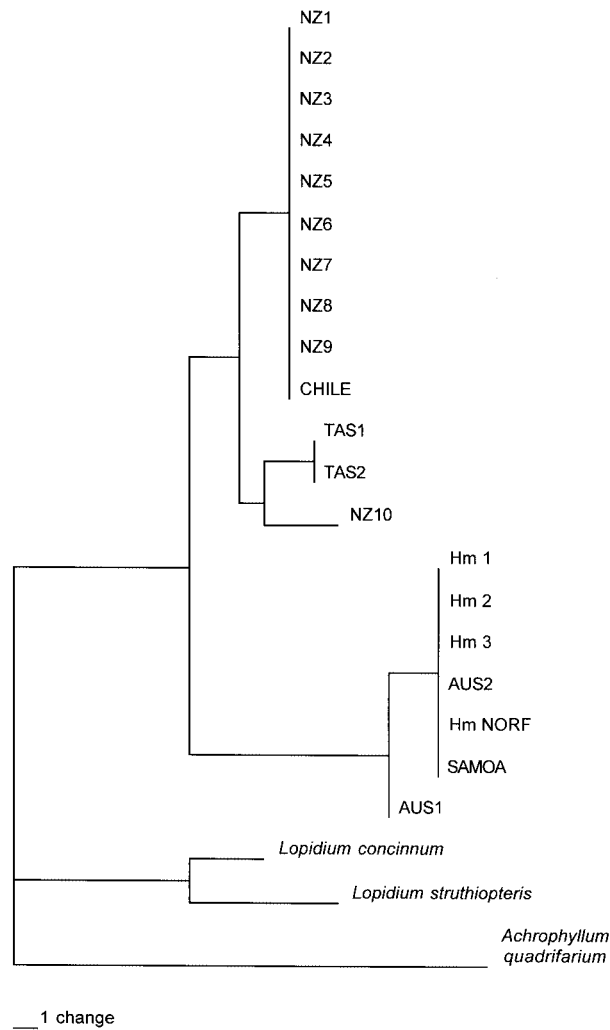 NZ1
NZ2
NZ3
NZ4
NZ5
NZ6
NZ7
NZ8
NZ9
CHILE
TAS1
TAS2
NZ10
Hm 1
Hm 2
Hm 3
AUS2
Hm NORF
SAMOA
AUS1
Lopidium concinnum
Lopidium struthiopteris
Achrophyllum
quadrifarium
1 change